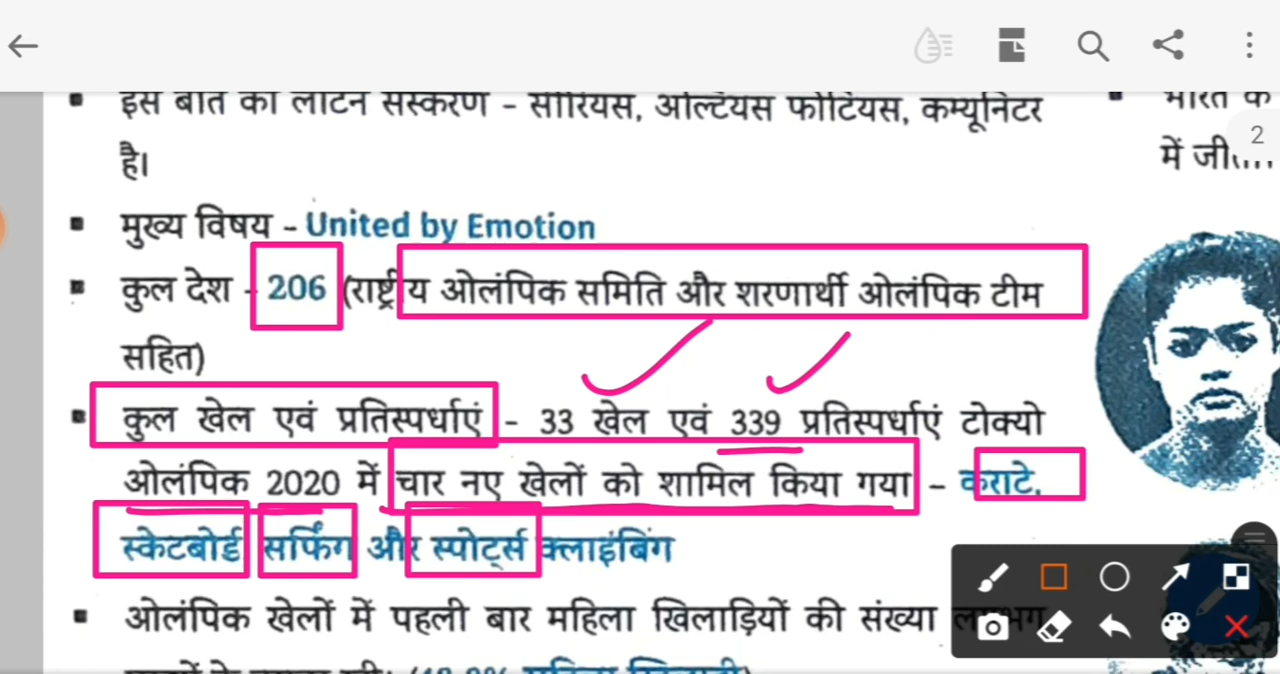 इस बात का लैटिन संस्करण – सीरियस, अल्टियस फोर्टियस, कम्यूनिटर
है।
मुख्य विषय – United by Emotion
कुल देश - 206 (राष्ट्रीय ओलंपिक समिति और शरणार्थी ओलंपिक टीम
सहित)
कुल खेल एवं प्रतिस्पर्धाएं – 33 खेल एवं 339 प्रतिस्पर्धाएं टोक्यो
ओलंपिक 2020 में चार नए खेलों को शामिल किया गया – कराटे,
स्केटबोर्ड सर्फिंग और स्पोर्ट्स क्लाइंबिंग
ओलंपिक खेलों में पहली बार महिला खिलाड़ियों की संख्या
भारत के
में
2